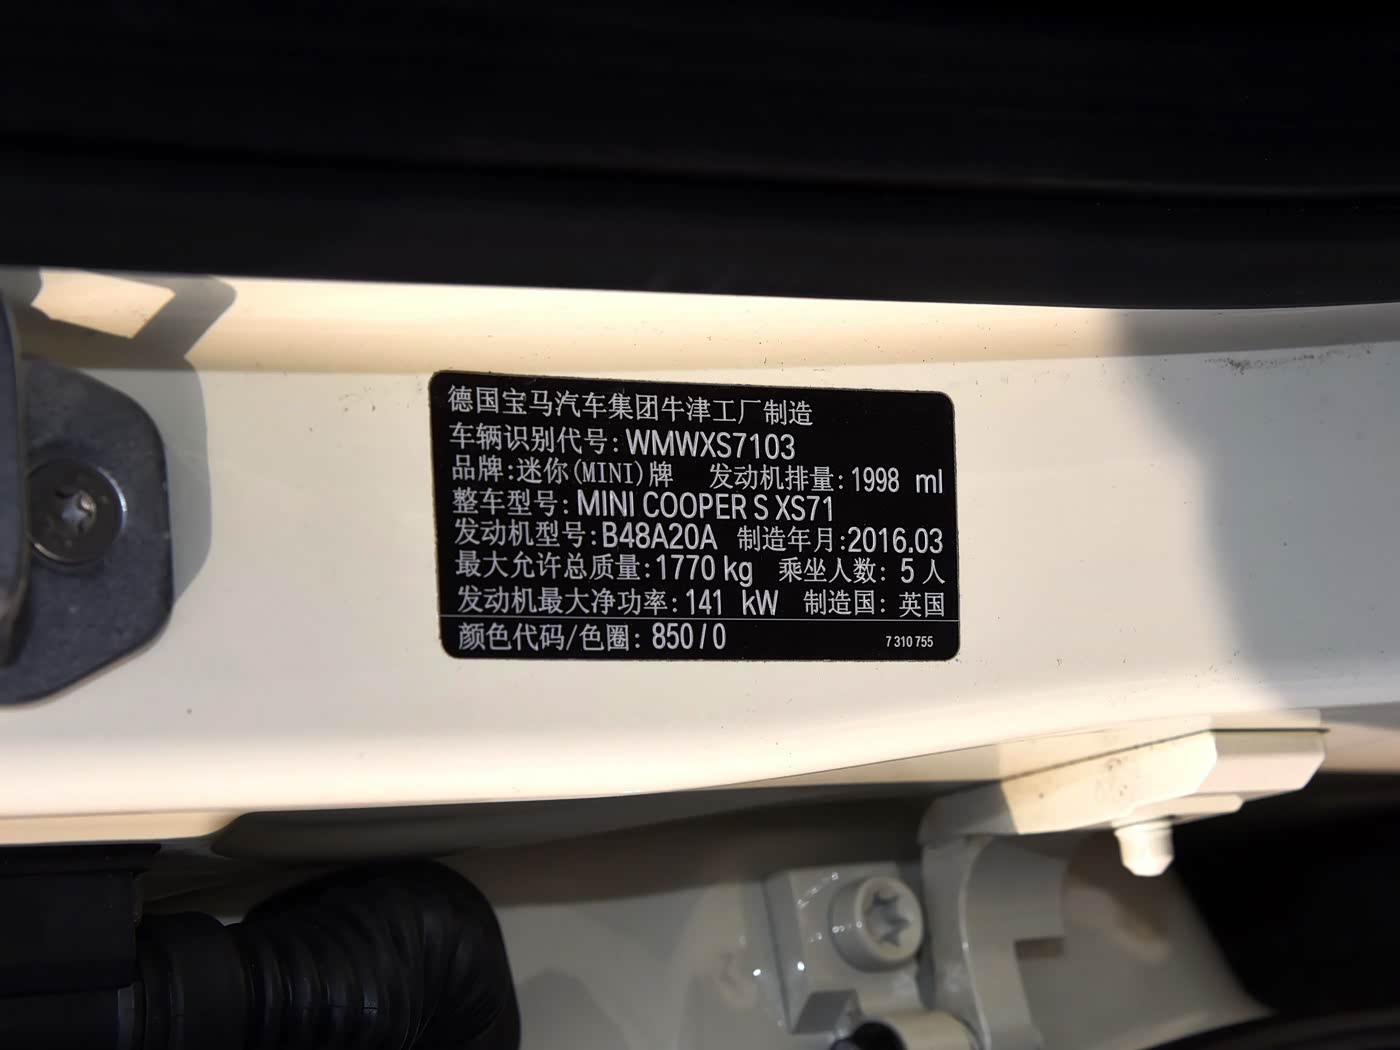 德国宝马汽车集团牛津工厂制造
车辆识别代号: WMWXS7103
品牌:迷你(MINI)牌 发动机排量: 1998 ml
整车型号: MINI COOPER S XS71
发动机型号: B48A20A 制造年月:2016.03
最大允许总质量:1770 kg 乘坐人数: 5 人
发动机最大净功率: 141 kW 制造国: 英国
颜色代码/色圈: 850 / 0 7 310 755